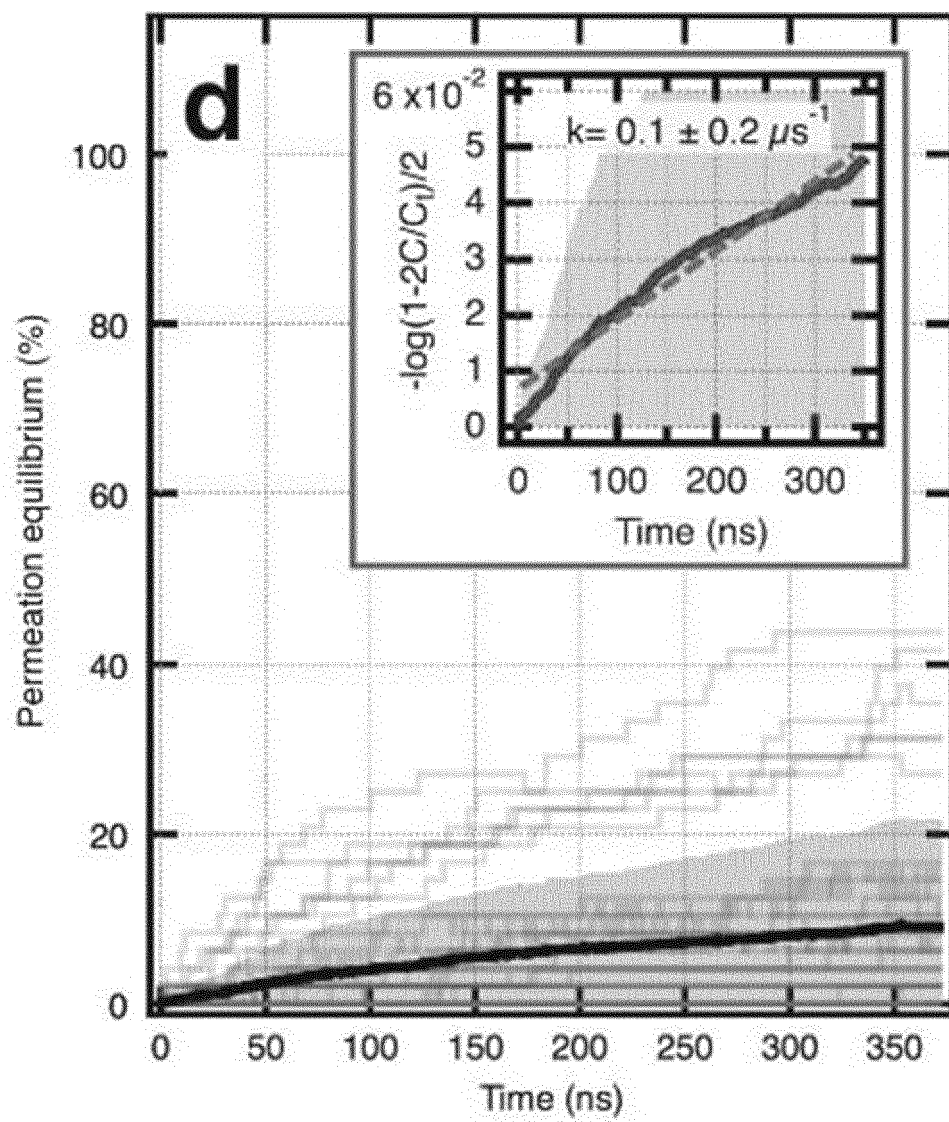 d
6 x10⁻²
k= 0.1 ± 0.2 µs⁻¹
5
4
3
2
1
0
-log(1-2C/Cₗ)/2
0 100 200 300
Time (ns)
100
80
60
40
20
0
Permeation equilibrium (%)
0 50 100 150 200 250 300 350
Time (ns)